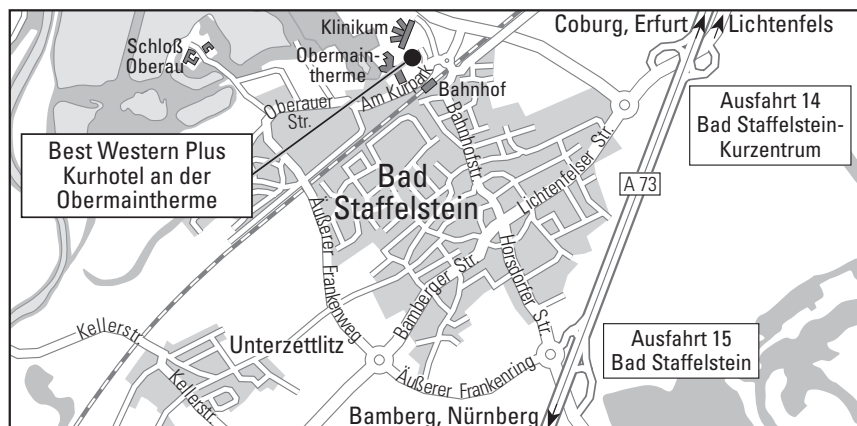 Coburg, Erfurt
Lichtenfels
Klinikum
Schloß
Oberau
Obermain-
therme
Am Kurpark
Bahnhof
Oberauer
Str.
Bahnhofstr.
Ausfahrt 14
Bad Staffelstein-
Kurzentrum
Best Western Plus
Kurhotel an der
Obermaintherme
Bad
Staffelstein
Lichtenfelser Str.
A 73
Äußerer Frankenweg
Bamberger Str.
Horsdorfer Str.
Kellerstr.
Unterzettlitz
Ausfahrt 15
Bad Staffelstein
Kellerstr.
Äußerer Frankenring
Bamberg, Nürnberg